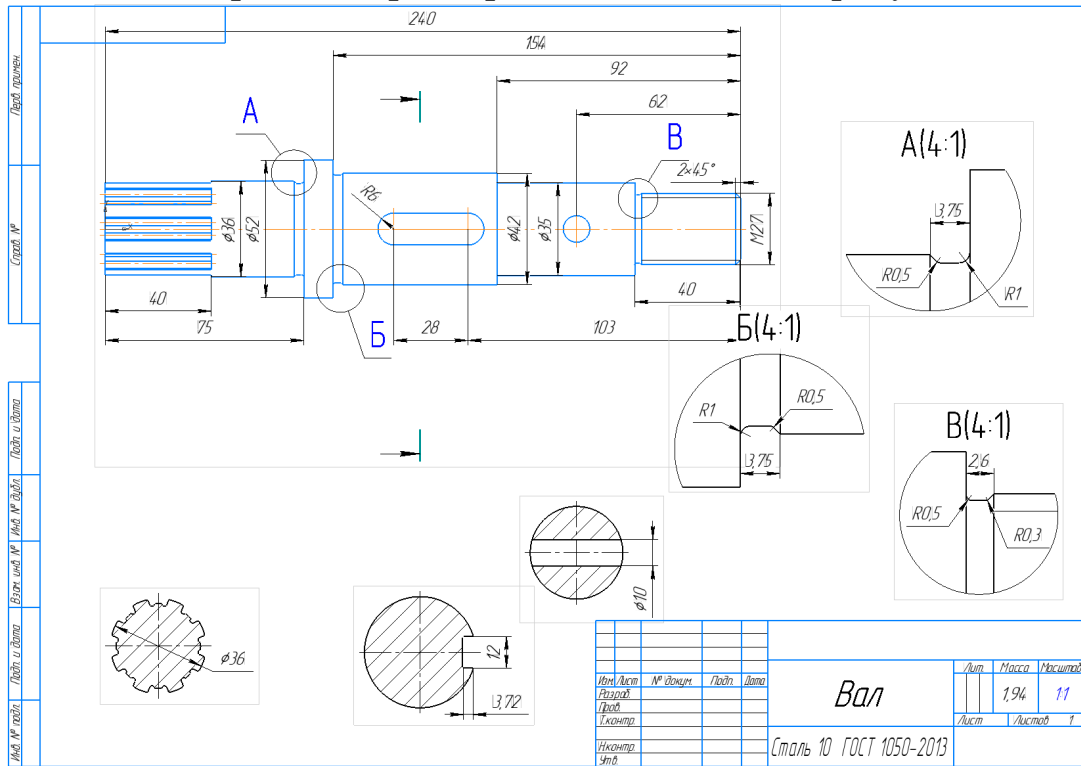 240
154
92
62
А
В
2×45°
R6
⌀36
⌀52
⌀42
⌀35
М27
40
75
Б
28
103
40
А(4:1)
3,75
R0,5
R1
Б(4:1)
R1
R0,5
3,75
В(4:1)
2,6
R0,5
R0,3
⌀36
12
3,72
⌀10
Перв. примен.
Справ. №
Подп. и дата
Инв. № дубл.
Взам. инв. №
Подп. и дата
Инв. № подл.
Изм. Лист № докум. Подп. Дата
Разраб.
Пров.
Т.контр.
Н.контр.
Утв.
Вал
Лит. Масса Масштаб
1,94 1:1
Лист Листов 1
Сталь 10 ГОСТ 1050-2013